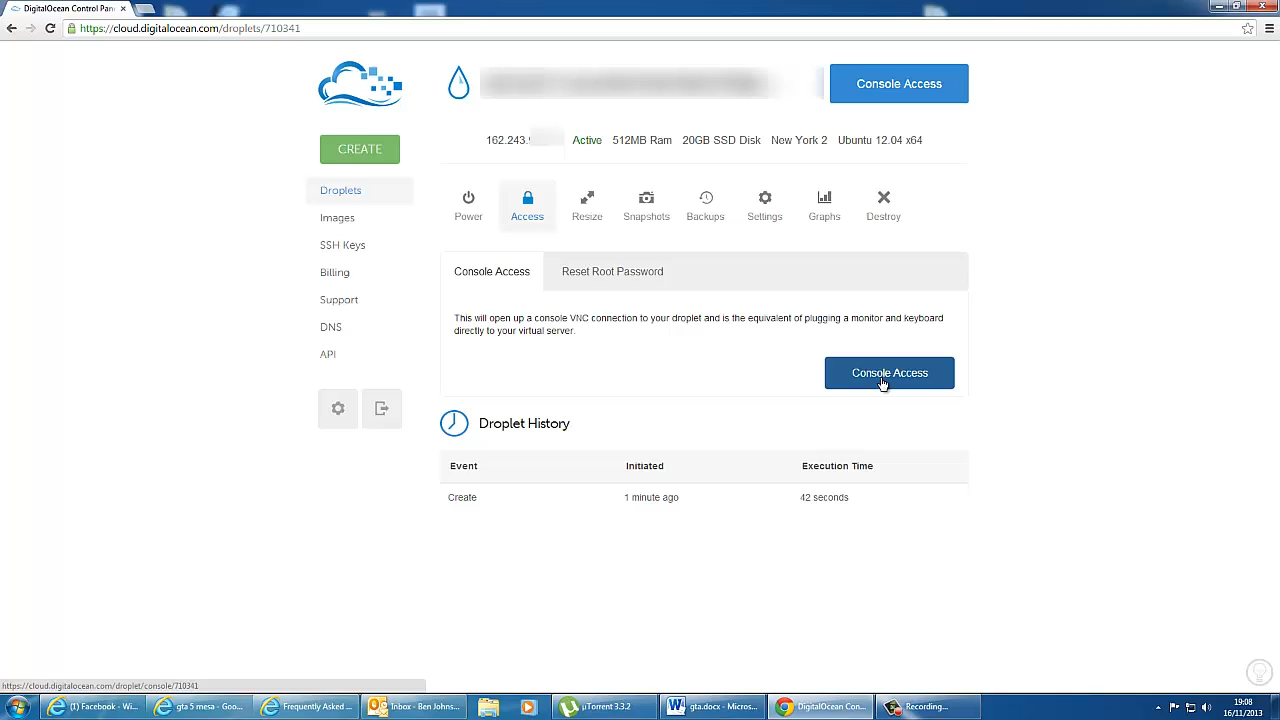 DigitalOcean Control Pan
https://cloud.digitalocean.com/droplets/710341
Console Access
162.243. Active 512MB Ram 20GB SSD Disk New York 2 Ubuntu 12.04 x64
CREATE
Droplets
Images
SSH Keys
Billing
Support
DNS
API
Power Access Resize Snapshots Backups Settings Graphs Destroy
Console Access Reset Root Password
This will open up a console VNC connection to your droplet and is the equivalent of plugging a monitor and keyboard
directly to your virtual server.
Console Access
Droplet History
Event Initiated Execution Time
Create 1 minute ago 42 seconds
https://cloud.digitalocean.com/droplet/console/710341
(1) Facebook - Wi... gta 5 mesa - Goo... Frequently Asked ... Inbox - Ben Johns... µTorrent 3.3.2 gta.docx - Micros... DigitalOcean Con... Recording...
19:08
16/11/2013